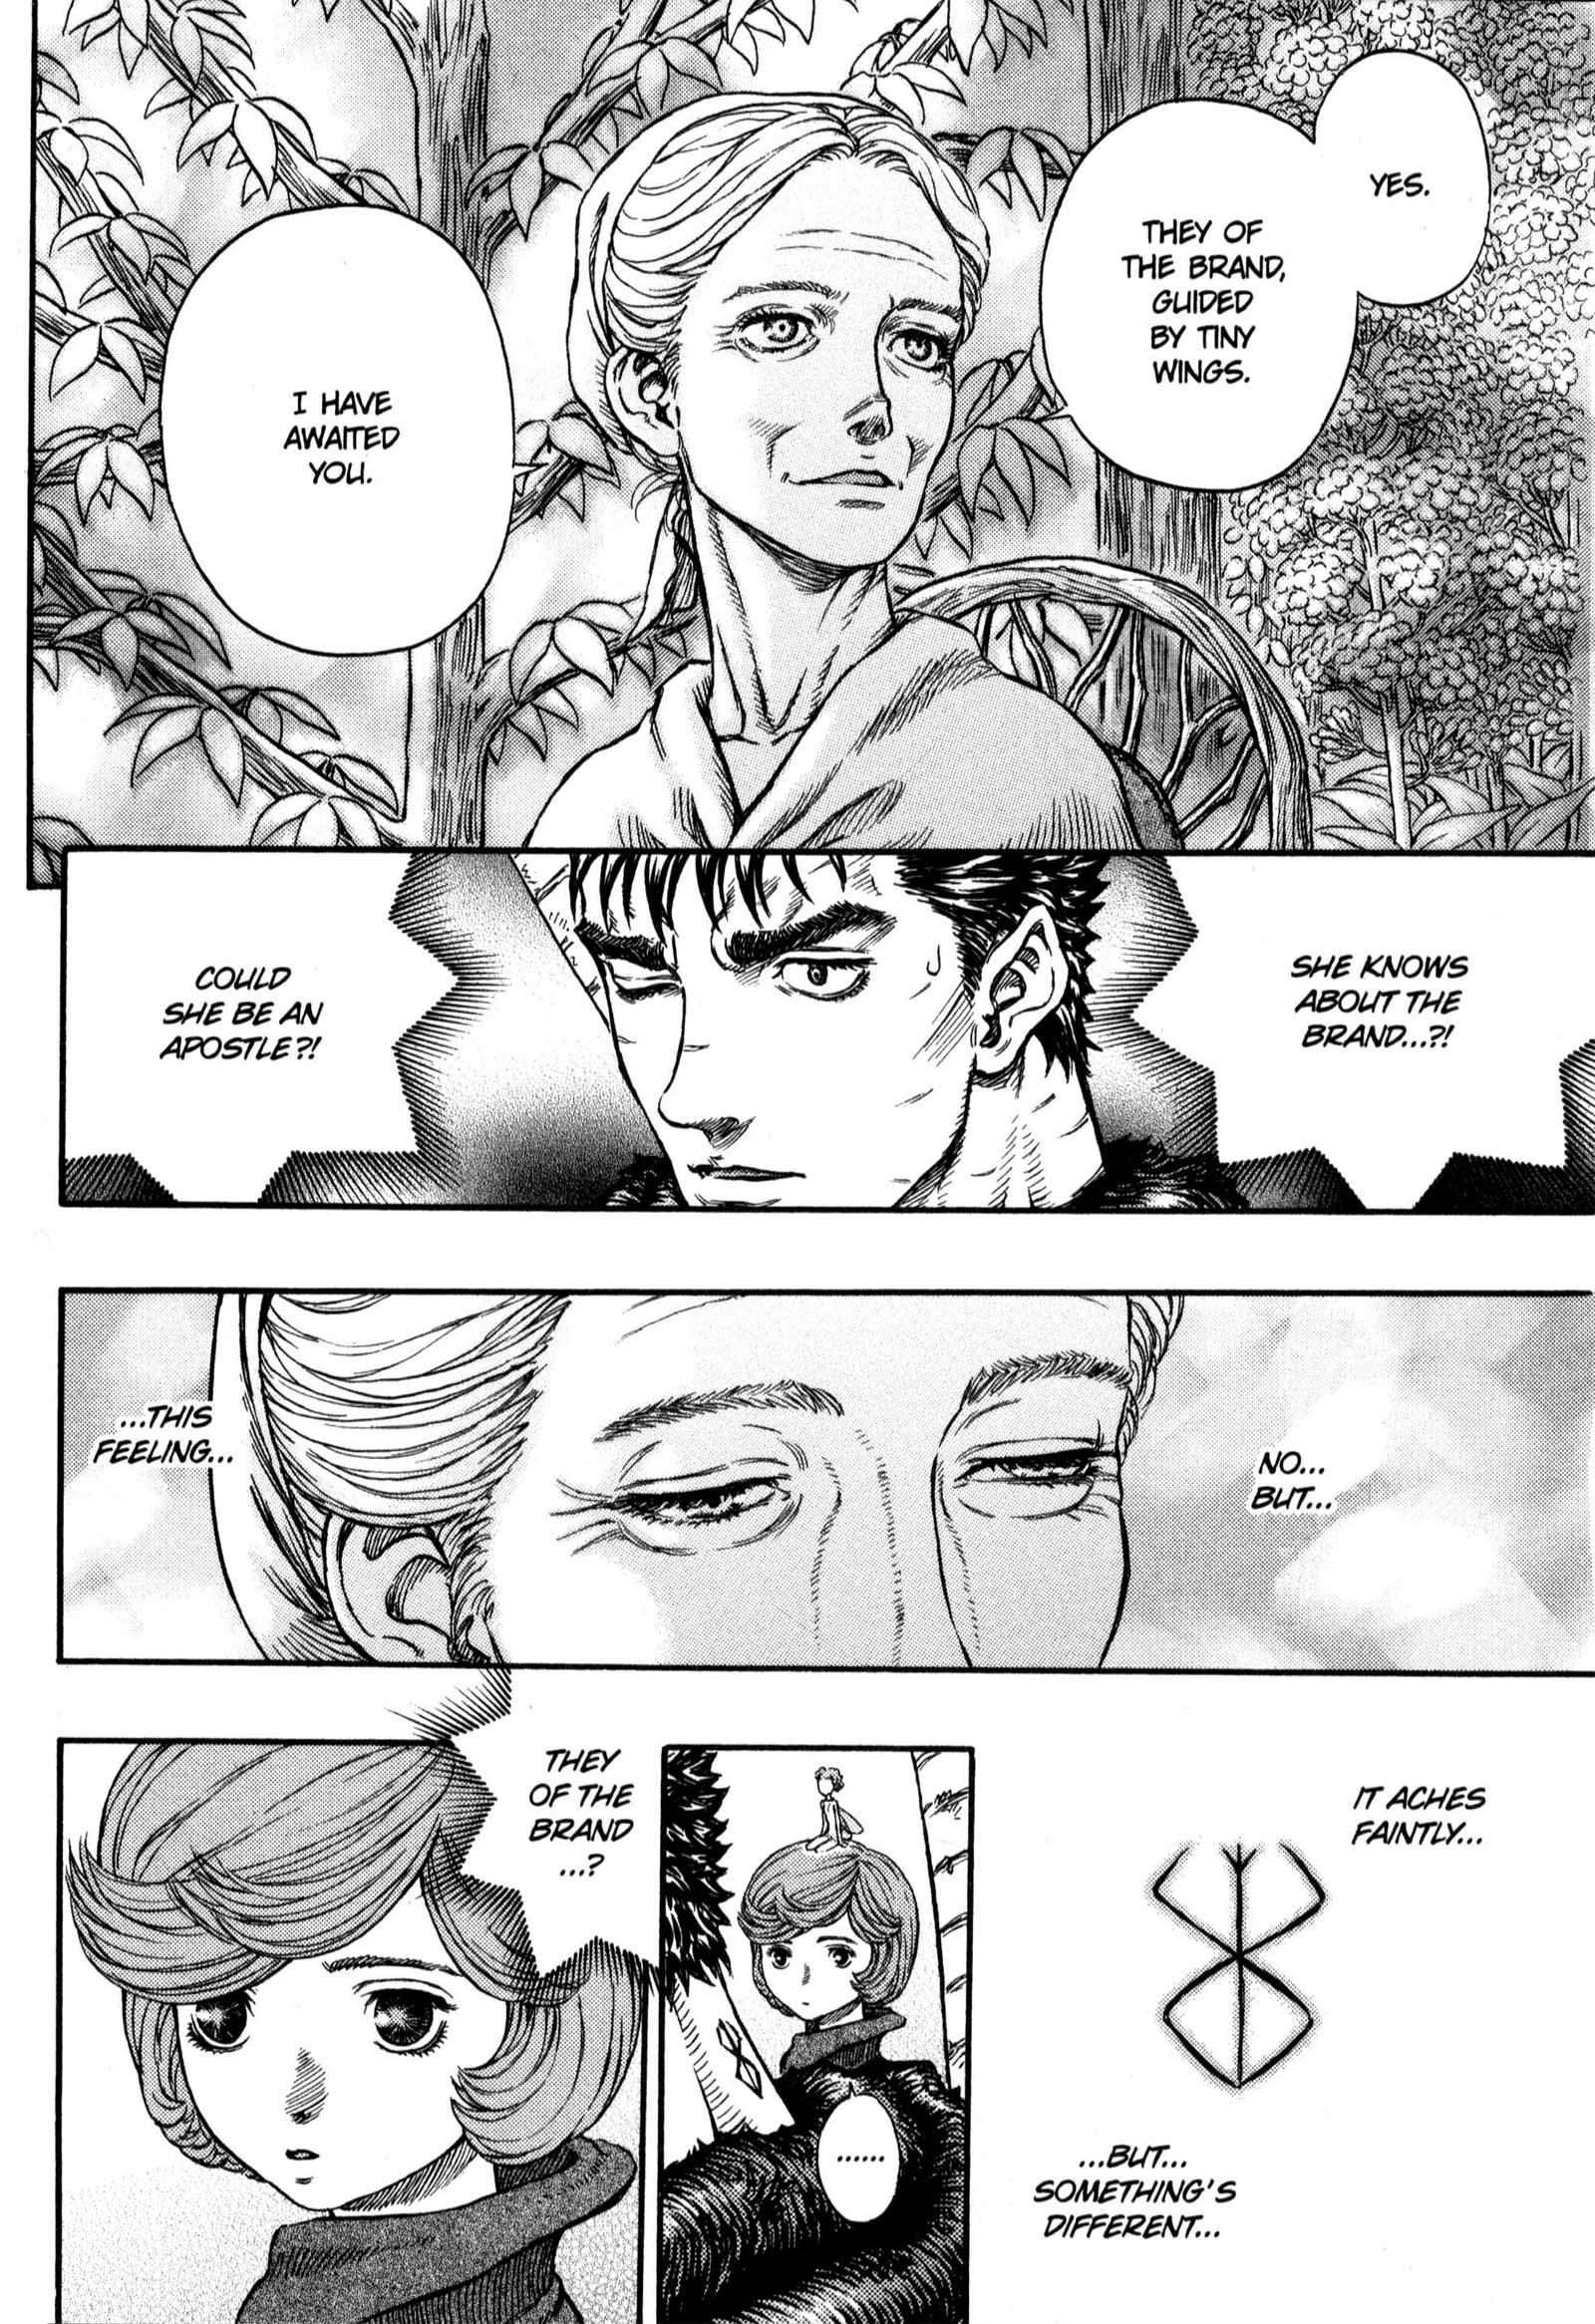 YES.
THEY OF
THE BRAND,
GUIDED
BY TINY
WINGS.
I HAVE
AWAITED
YOU.
SHE KNOWS
ABOUT THE
BRAND...?!
COULD
SHE BE AN
APOSTLE?!
NO...
BUT...
...THIS
FEELING...
IT ACHES
FAINTLY...
...BUT...
SOMETHING'S
DIFFERENT...
......
THEY
OF THE
BRAND
...?